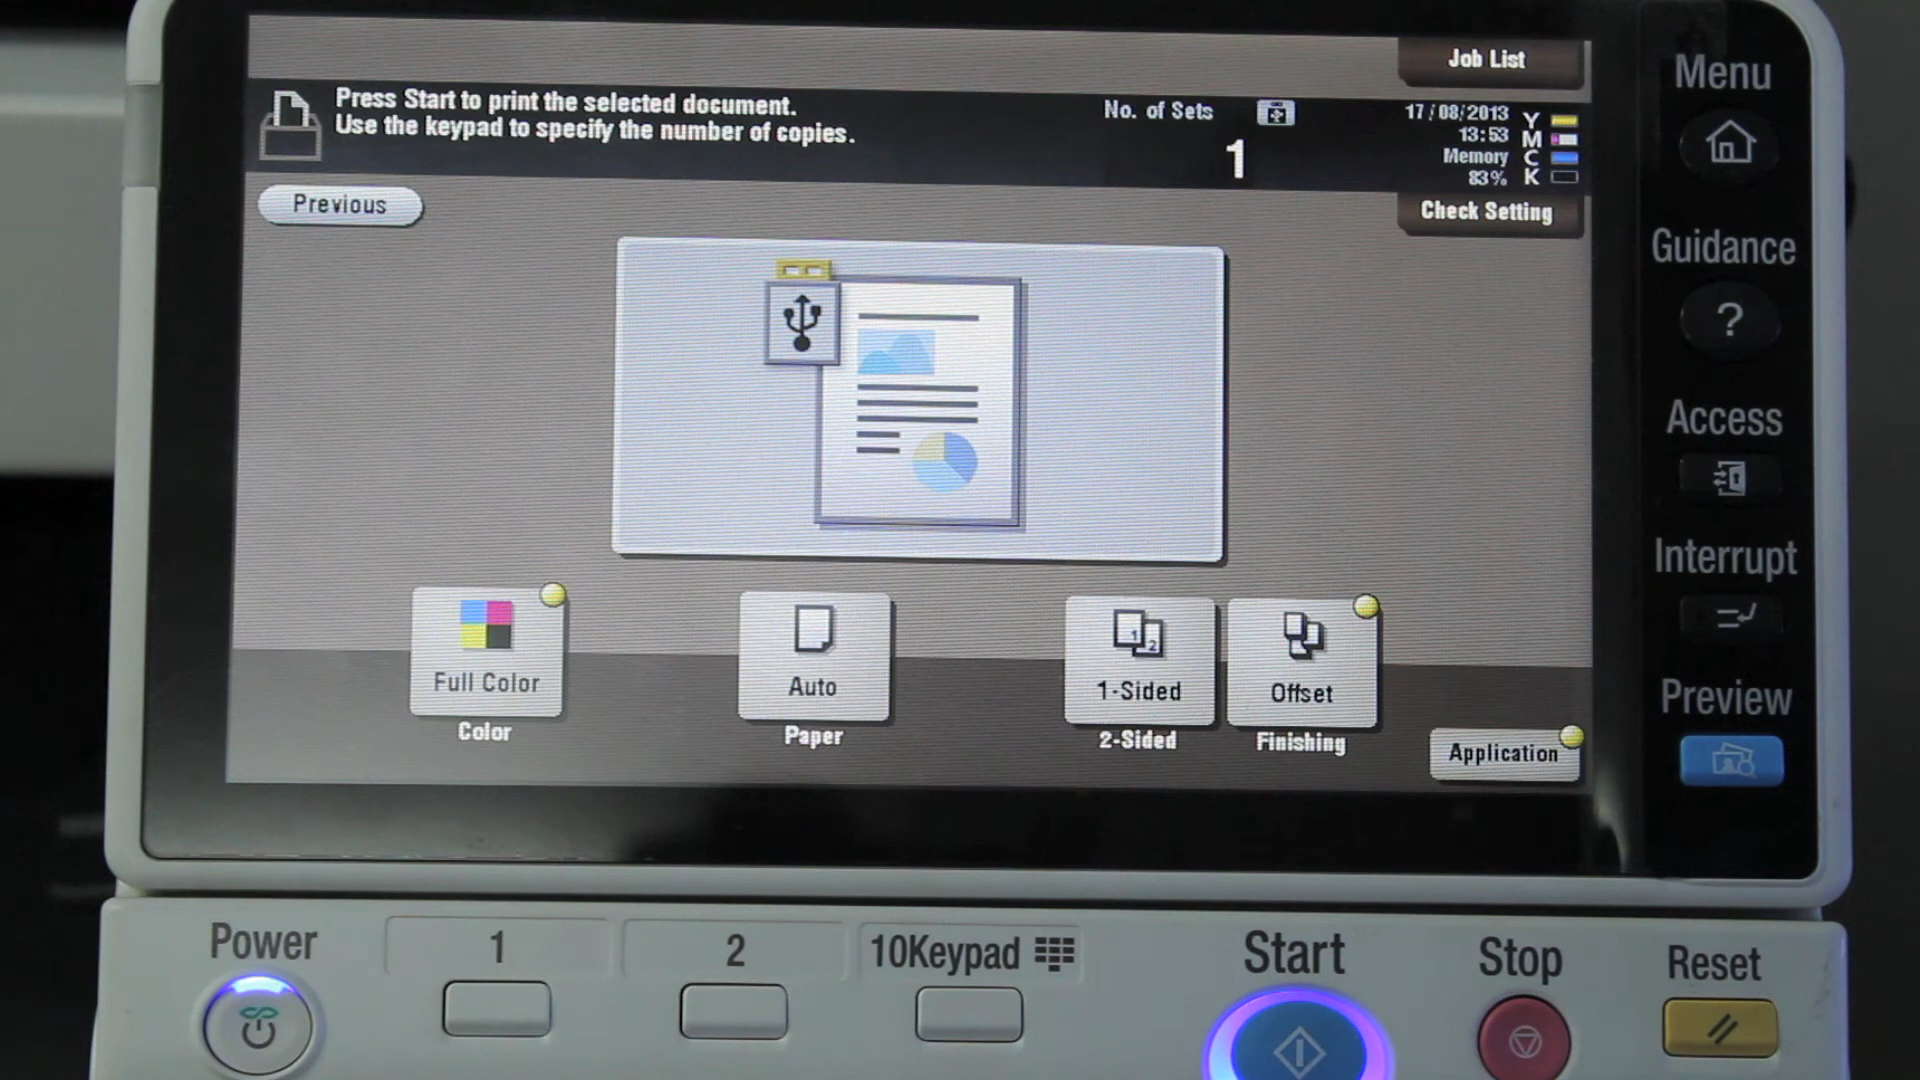 Job List
Press Start to print the selected document.
Use the keypad to specify the number of copies.
No. of Sets
1
17/08/2013
13:53
Memory
83%
Y
M
C
K
Previous
Check Setting
1
2
Full Color
Color
Auto
Paper
1-Sided
2-Sided
Offset
Finishing
Application
Menu
Guidance
?
Access
Interrupt
Preview
Power
1
2
10Keypad
Start
Stop
Reset